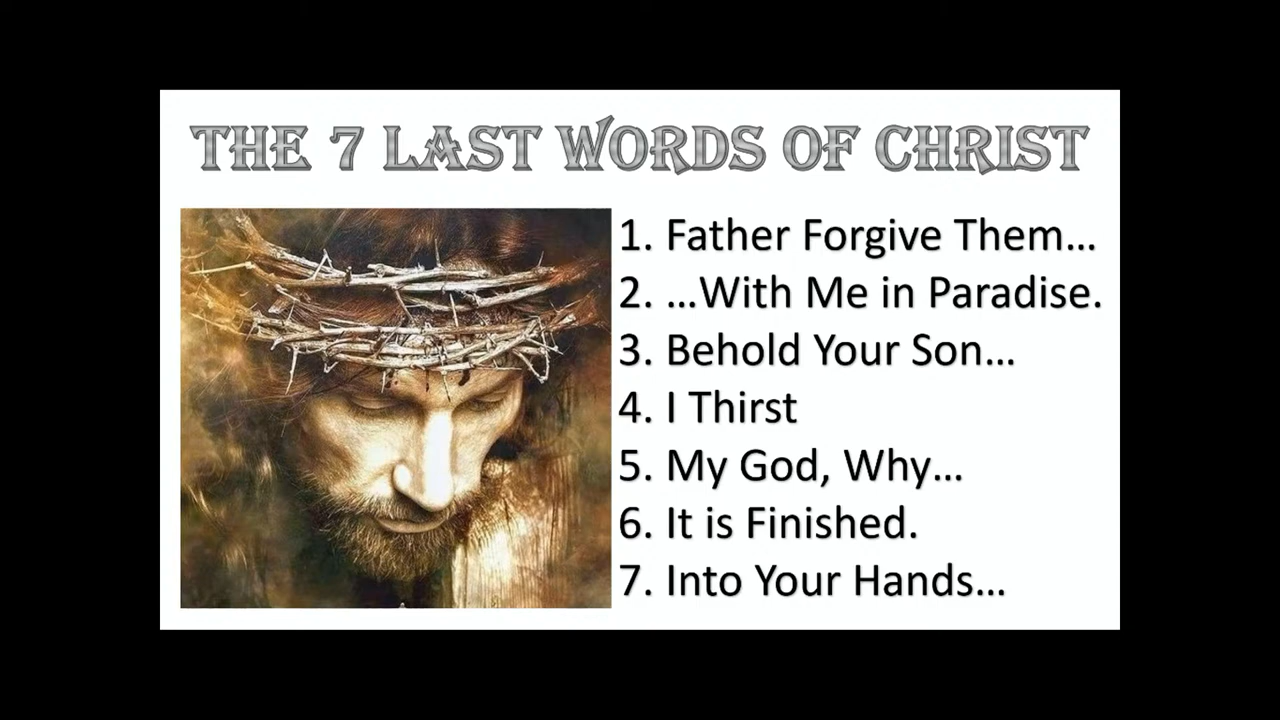 THE 7 LAST WORDS OF CHRIST
1. Father Forgive Them...
2. ...With Me in Paradise.
3. Behold Your Son...
4. I Thirst
5. My God, Why...
6. It is Finished.
7. Into Your Hands...